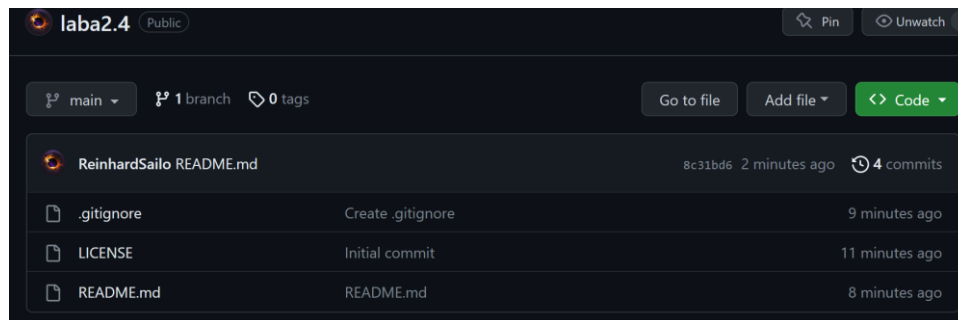 laba2.4 Public Pin Unwatch
main 1 branch 0 tags Go to file Add file Code
ReinhardSailo README.md 8c31bd6 2 minutes ago 4 commits
.gitignore Create .gitignore 9 minutes ago
LICENSE Initial commit 11 minutes ago
README.md README.md 8 minutes ago